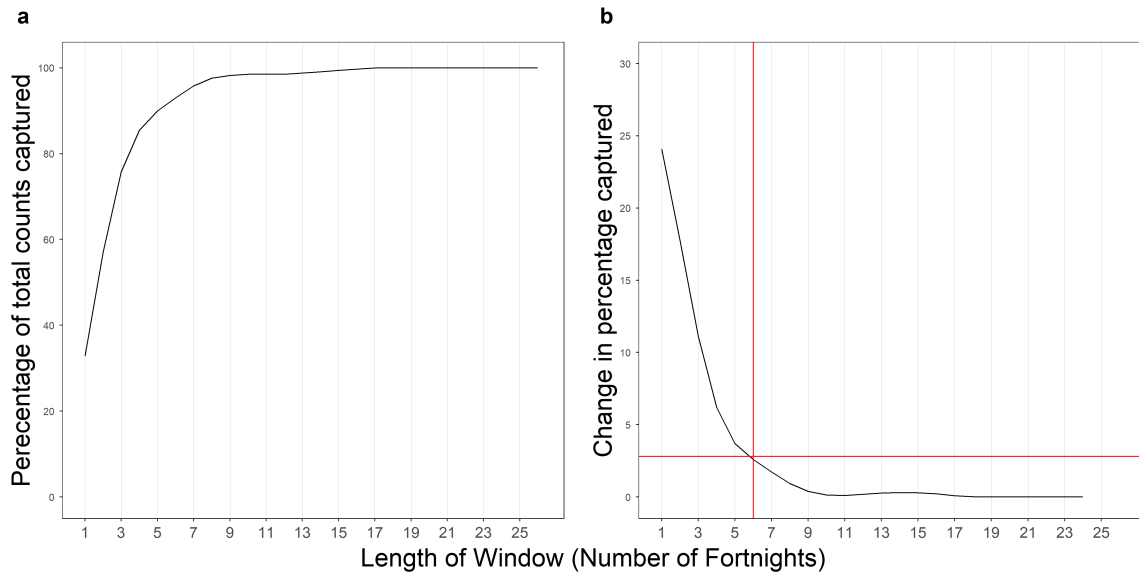 a
b
Perecentage of total counts captured
100
80
60
40
20
0
1 3 5 7 9 11 13 15 17 19 21 23 25
Change in percentage captured
30
25
20
15
10
5
0
1 3 5 7 9 11 13 15 17 19 21 23 25
Length of Window (Number of Fortnights)